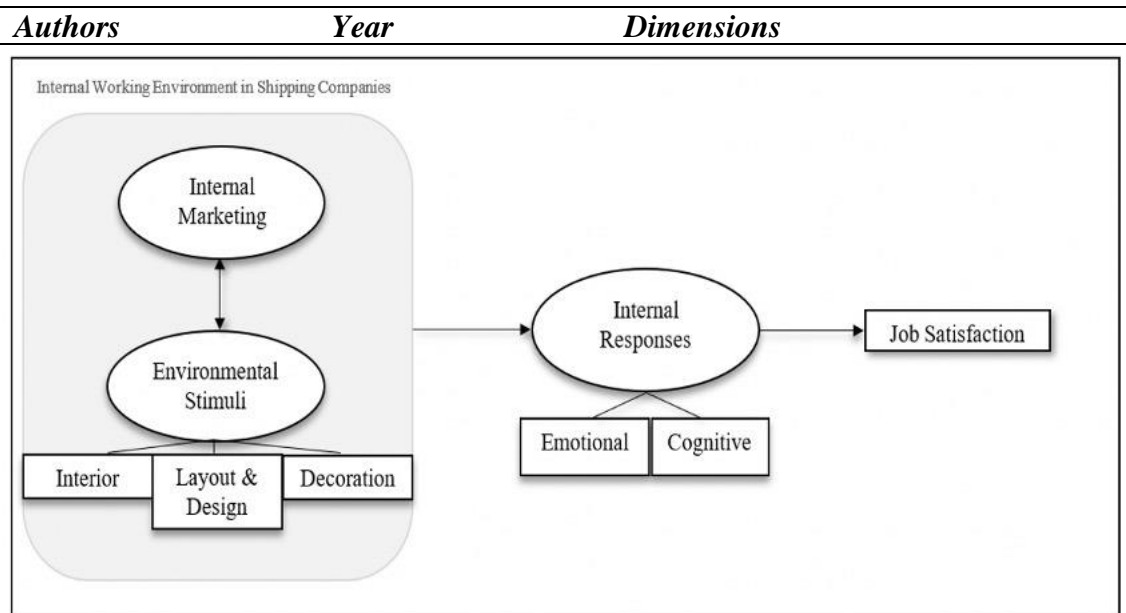 Authors Year Dimensions
Internal Working Environment in Shipping Companies
Internal
Marketing
Environmental
Stimuli
Interior
Layout &
Design
Decoration
Internal
Responses
Emotional
Cognitive
Job Satisfaction